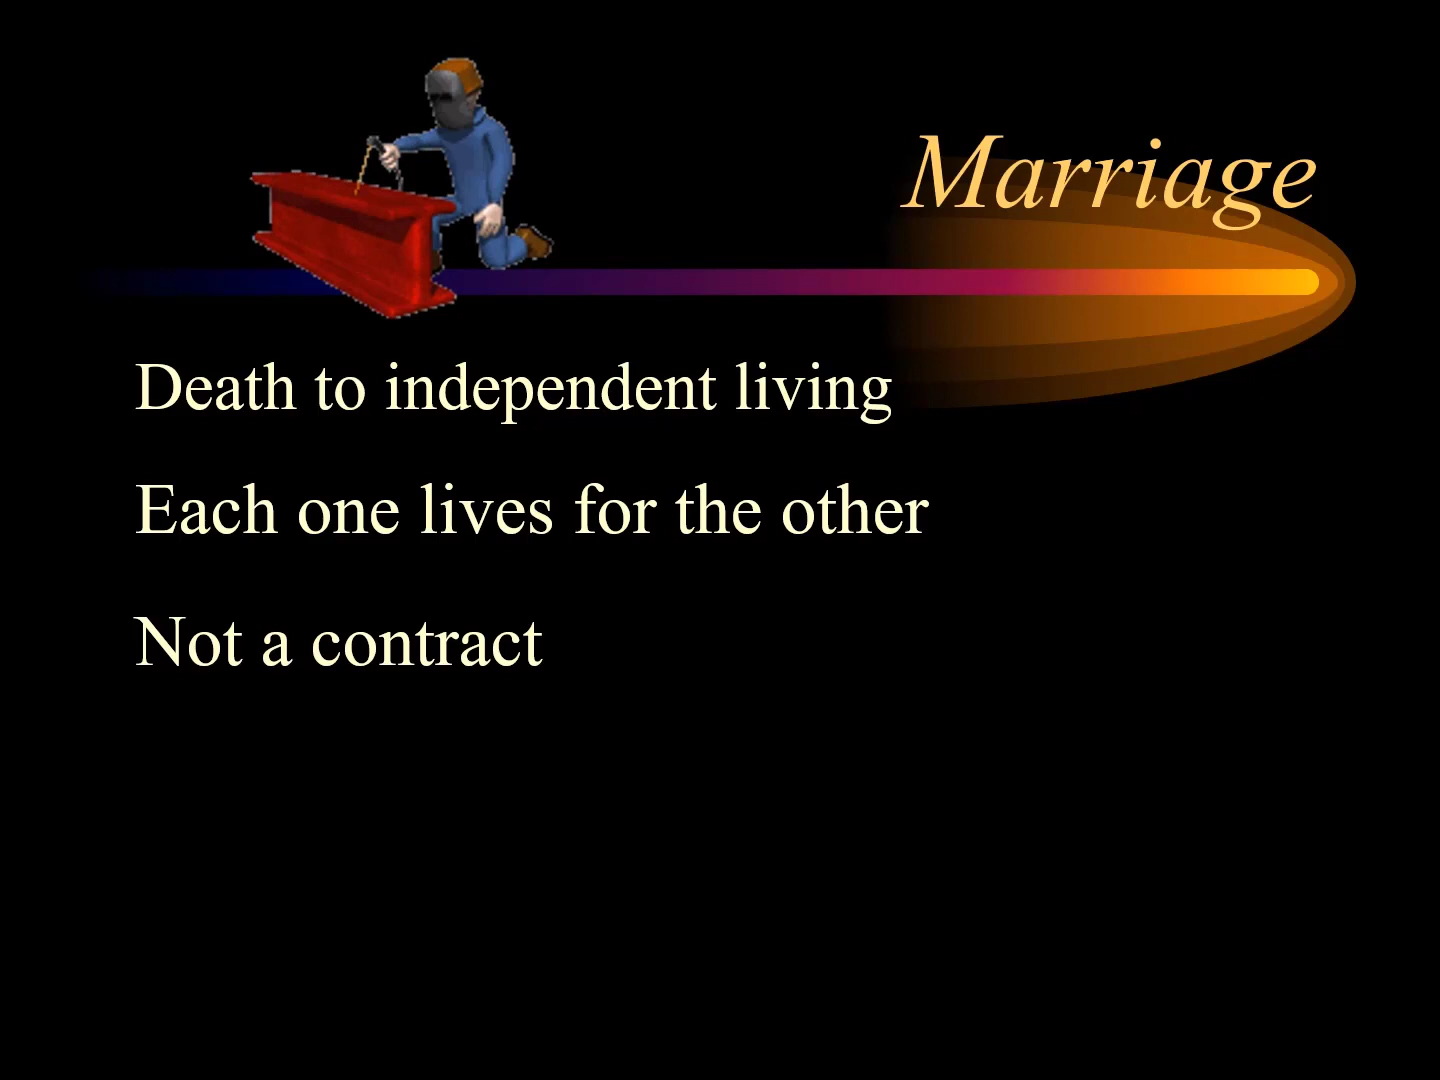 Marriage
Death to independent living
Each one lives for the other
Not a contract